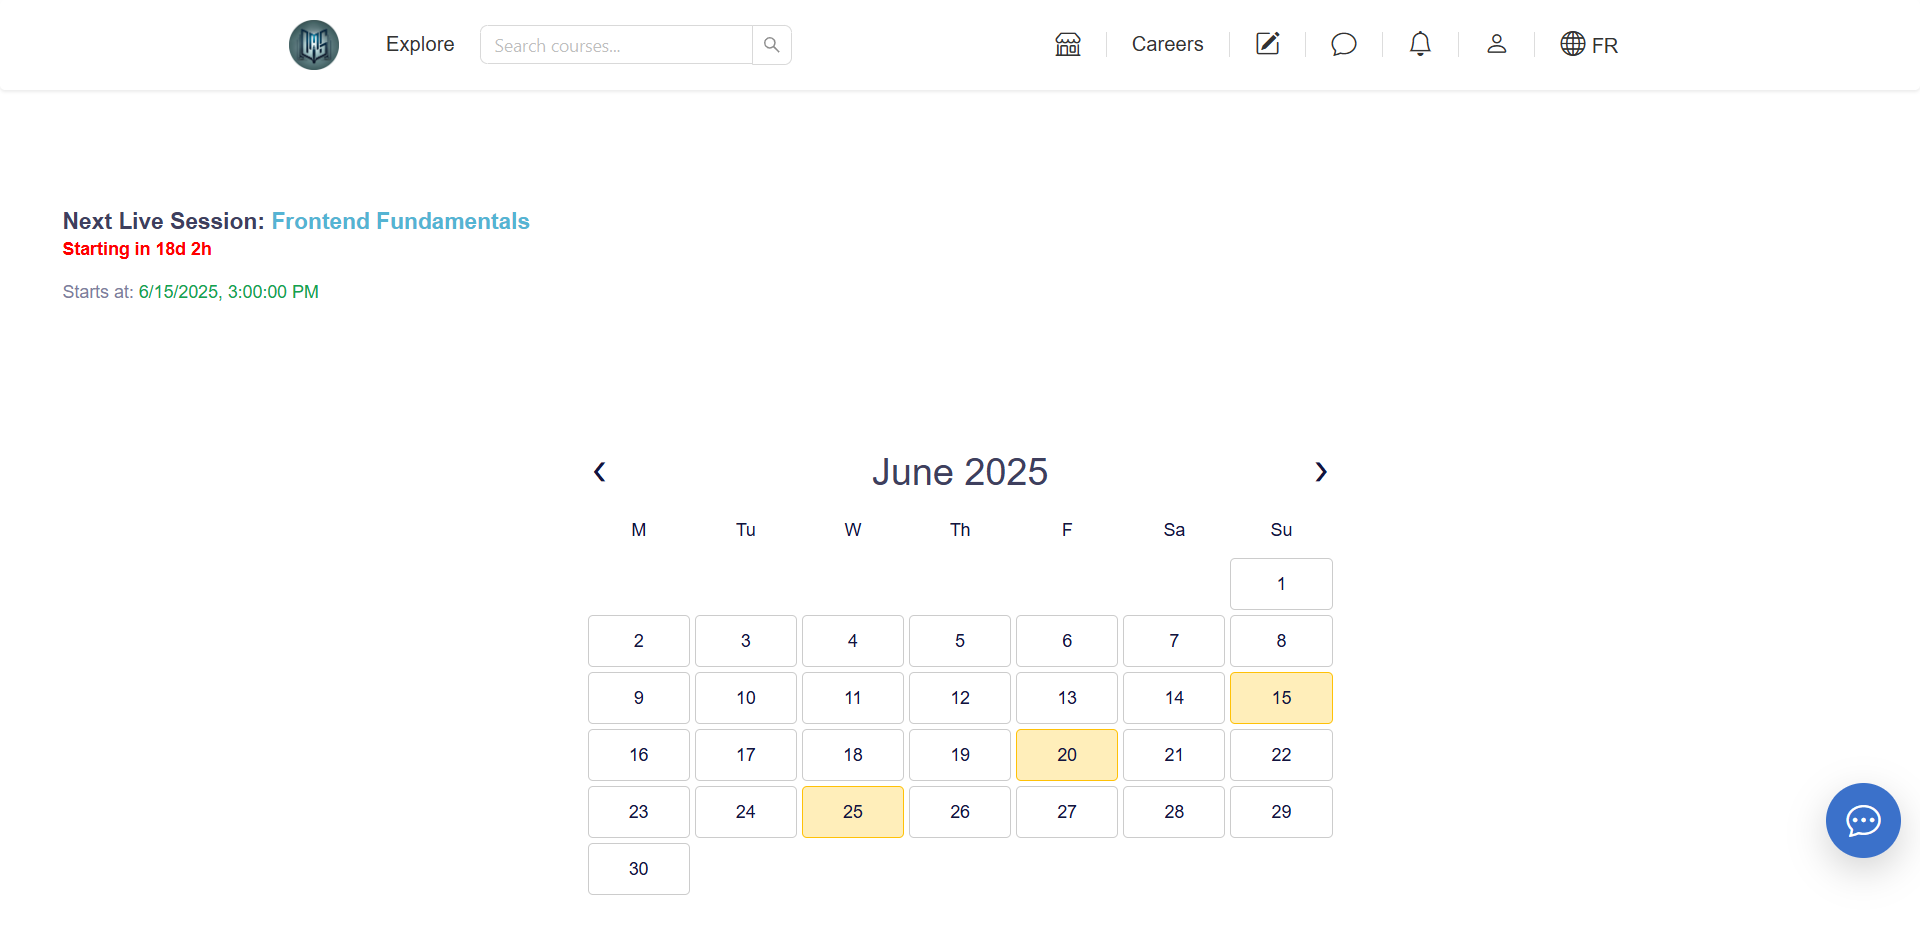 Explore
Search courses...
Careers
FR
Next Live Session: Frontend Fundamentals
Starting in 18d 2h
Starts at: 6/15/2025, 3:00:00 PM
‹ June 2025 ›
M Tu W Th F Sa Su
1
2 3 4 5 6 7 8
9 10 11 12 13 14 15
16 17 18 19 20 21 22
23 24 25 26 27 28 29
30